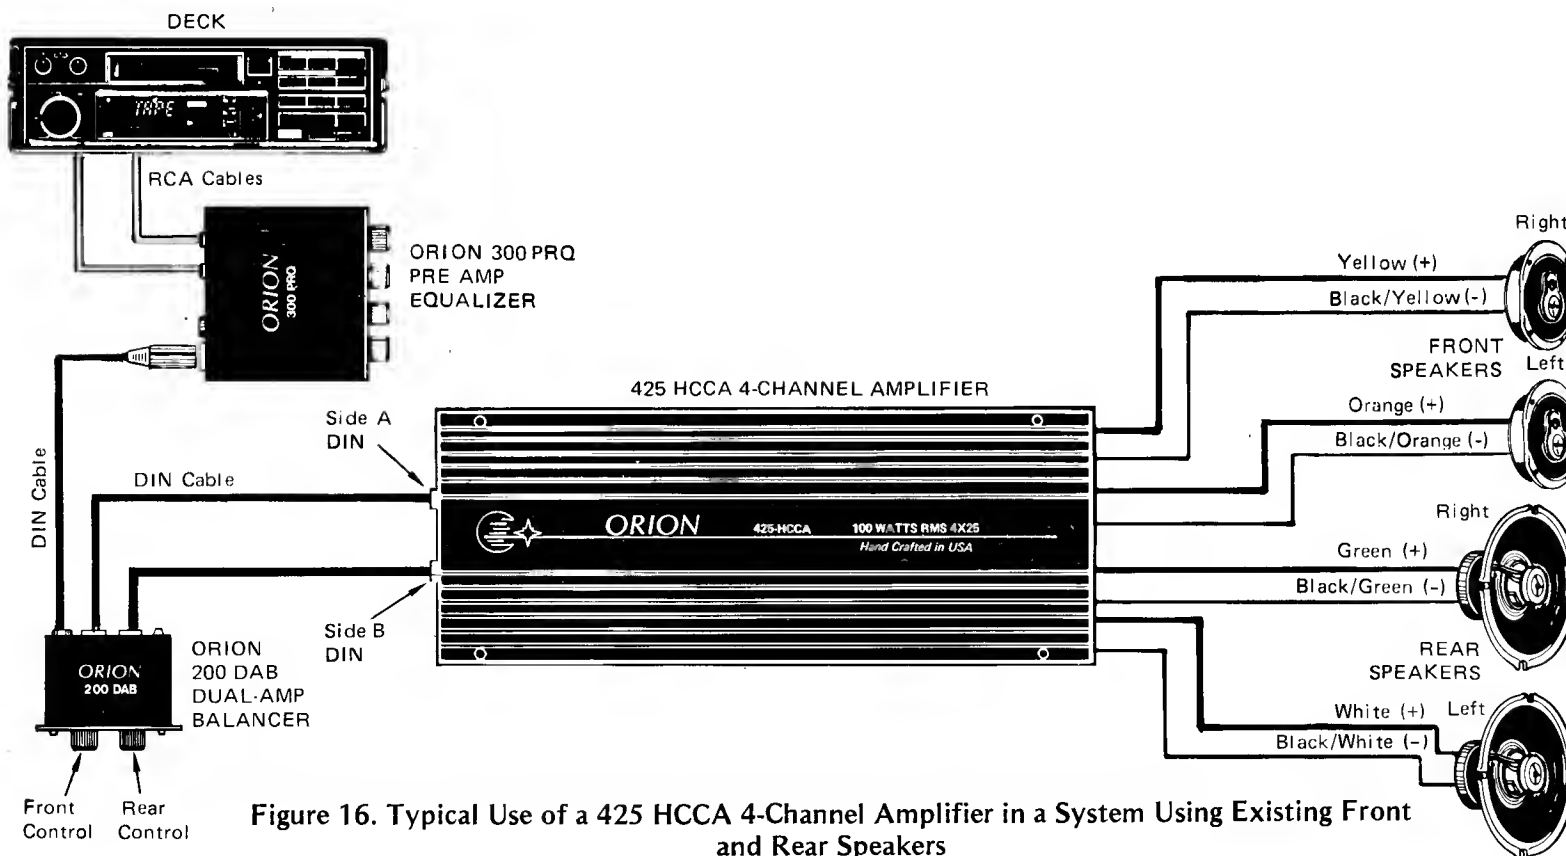 DECK
TAPE
RCA Cables
ORION
300 PRQ
ORION 300 PRQ
PRE AMP
EQUALIZER
DIN Cable
DIN Cable
Side A
DIN
425 HCCA 4-CHANNEL AMPLIFIER
ORION
425-HCCA
100 WATTS RMS 4X25
Hand Crafted in USA
Side B
DIN
ORION
200 DAB
ORION
200 DAB
DUAL-AMP
BALANCER
Front
Control
Rear
Control
Right
Yellow (+)
Black/Yellow (-)
FRONT
SPEAKERS
Left
Orange (+)
Black/Orange (-)
Right
Green (+)
Black/Green (-)
REAR
SPEAKERS
White (+)
Left
Black/White (-)
Figure 16. Typical Use of a 425 HCCA 4-Channel Amplifier in a System Using Existing Front
and Rear Speakers